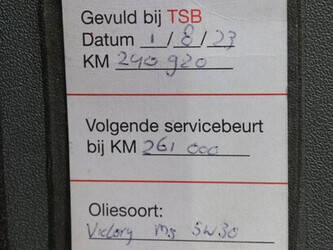 Gevuld bij TSB
Datum 1/8/23
KM 240 920
Volgende servicebeurt
bij KM 261 000
Oliesoort:
Victory MS 5W30